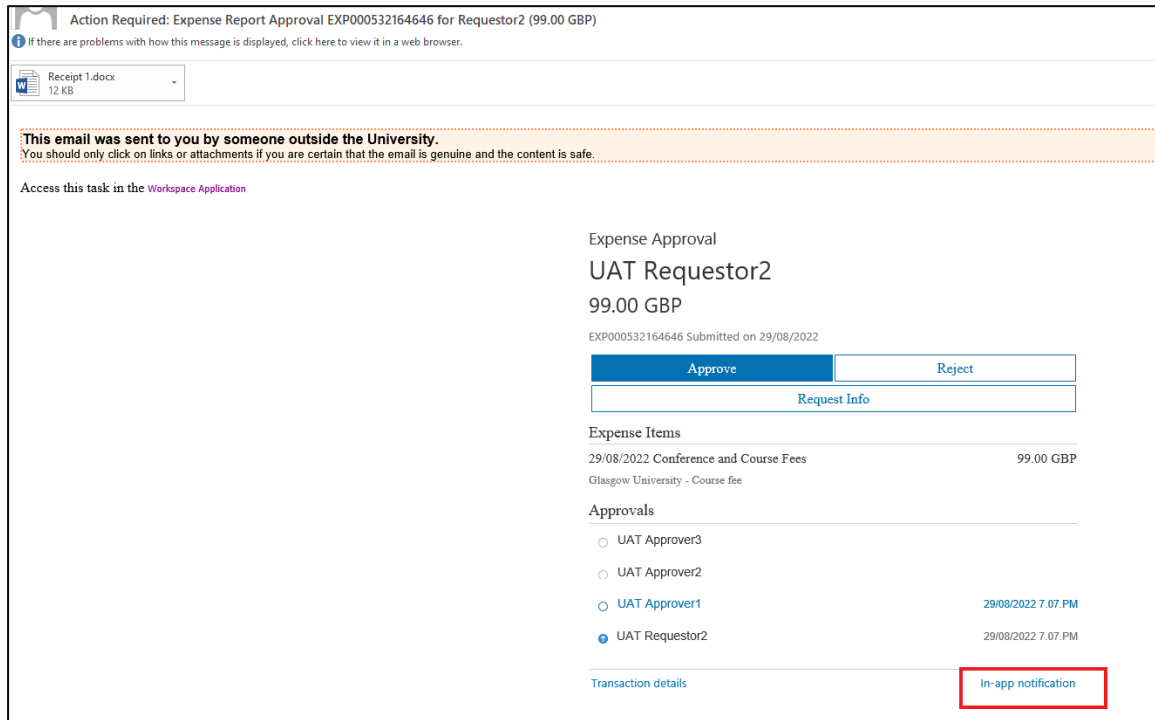 Action Required: Expense Report Approval EXP000532164646 for Requestor2 (99.00 GBP)
If there are problems with how this message is displayed, click here to view it in a web browser.
Receipt 1.docx
12 KB
This email was sent to you by someone outside the University.
You should only click on links or attachments if you are certain that the email is genuine and the content is safe.
Access this task in the Workspace Application
Expense Approval
UAT Requestor2
99.00 GBP
EXP000532164646 Submitted on 29/08/2022
Approve Reject
Request Info
Expense Items
29/08/2022 Conference and Course Fees 99.00 GBP
Glasgow University - Course fee
Approvals
UAT Approver3
UAT Approver2
UAT Approver1 29/08/2022 7.07.PM
UAT Requestor2 29/08/2022 7.07.PM
Transaction details In-app notification